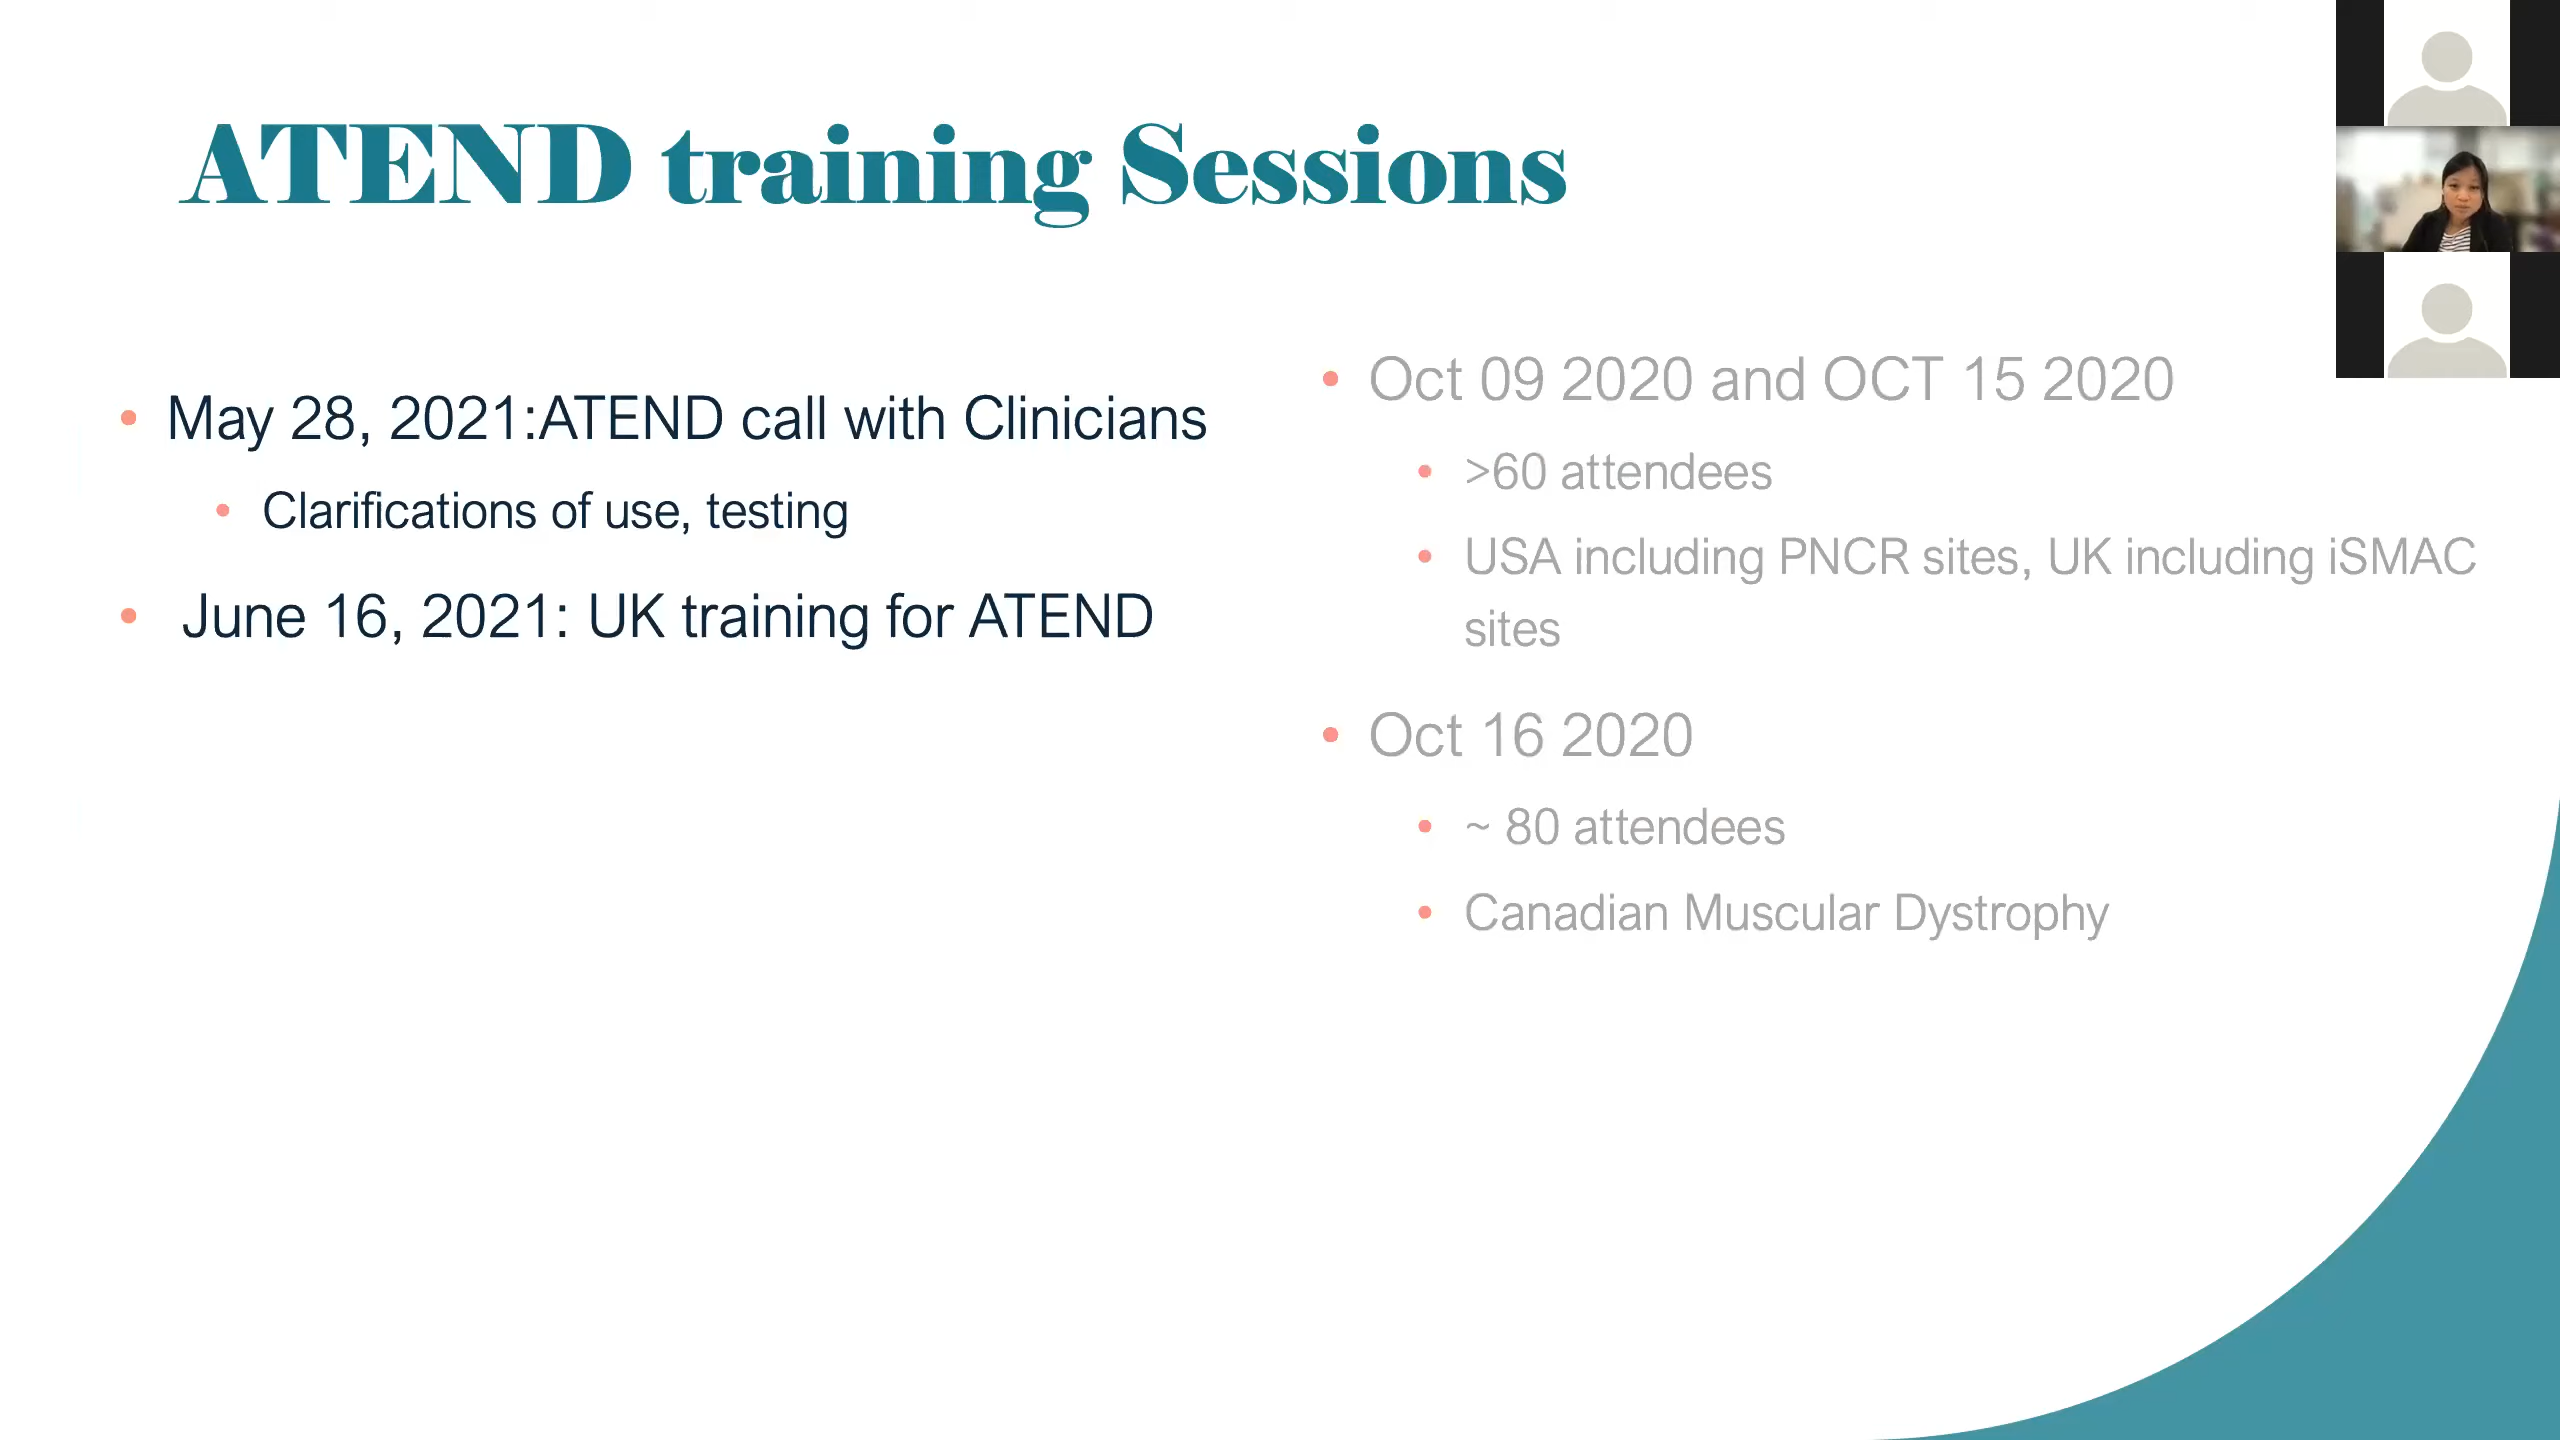 ATEND training Sessions
• May 28, 2021:ATEND call with Clinicians
• Clarifications of use, testing
• June 16, 2021: UK training for ATEND
• Oct 09 2020 and OCT 15 2020
• >60 attendees
• USA including PNCR sites, UK including iSMAC
sites
• Oct 16 2020
• ~ 80 attendees
• Canadian Muscular Dystrophy